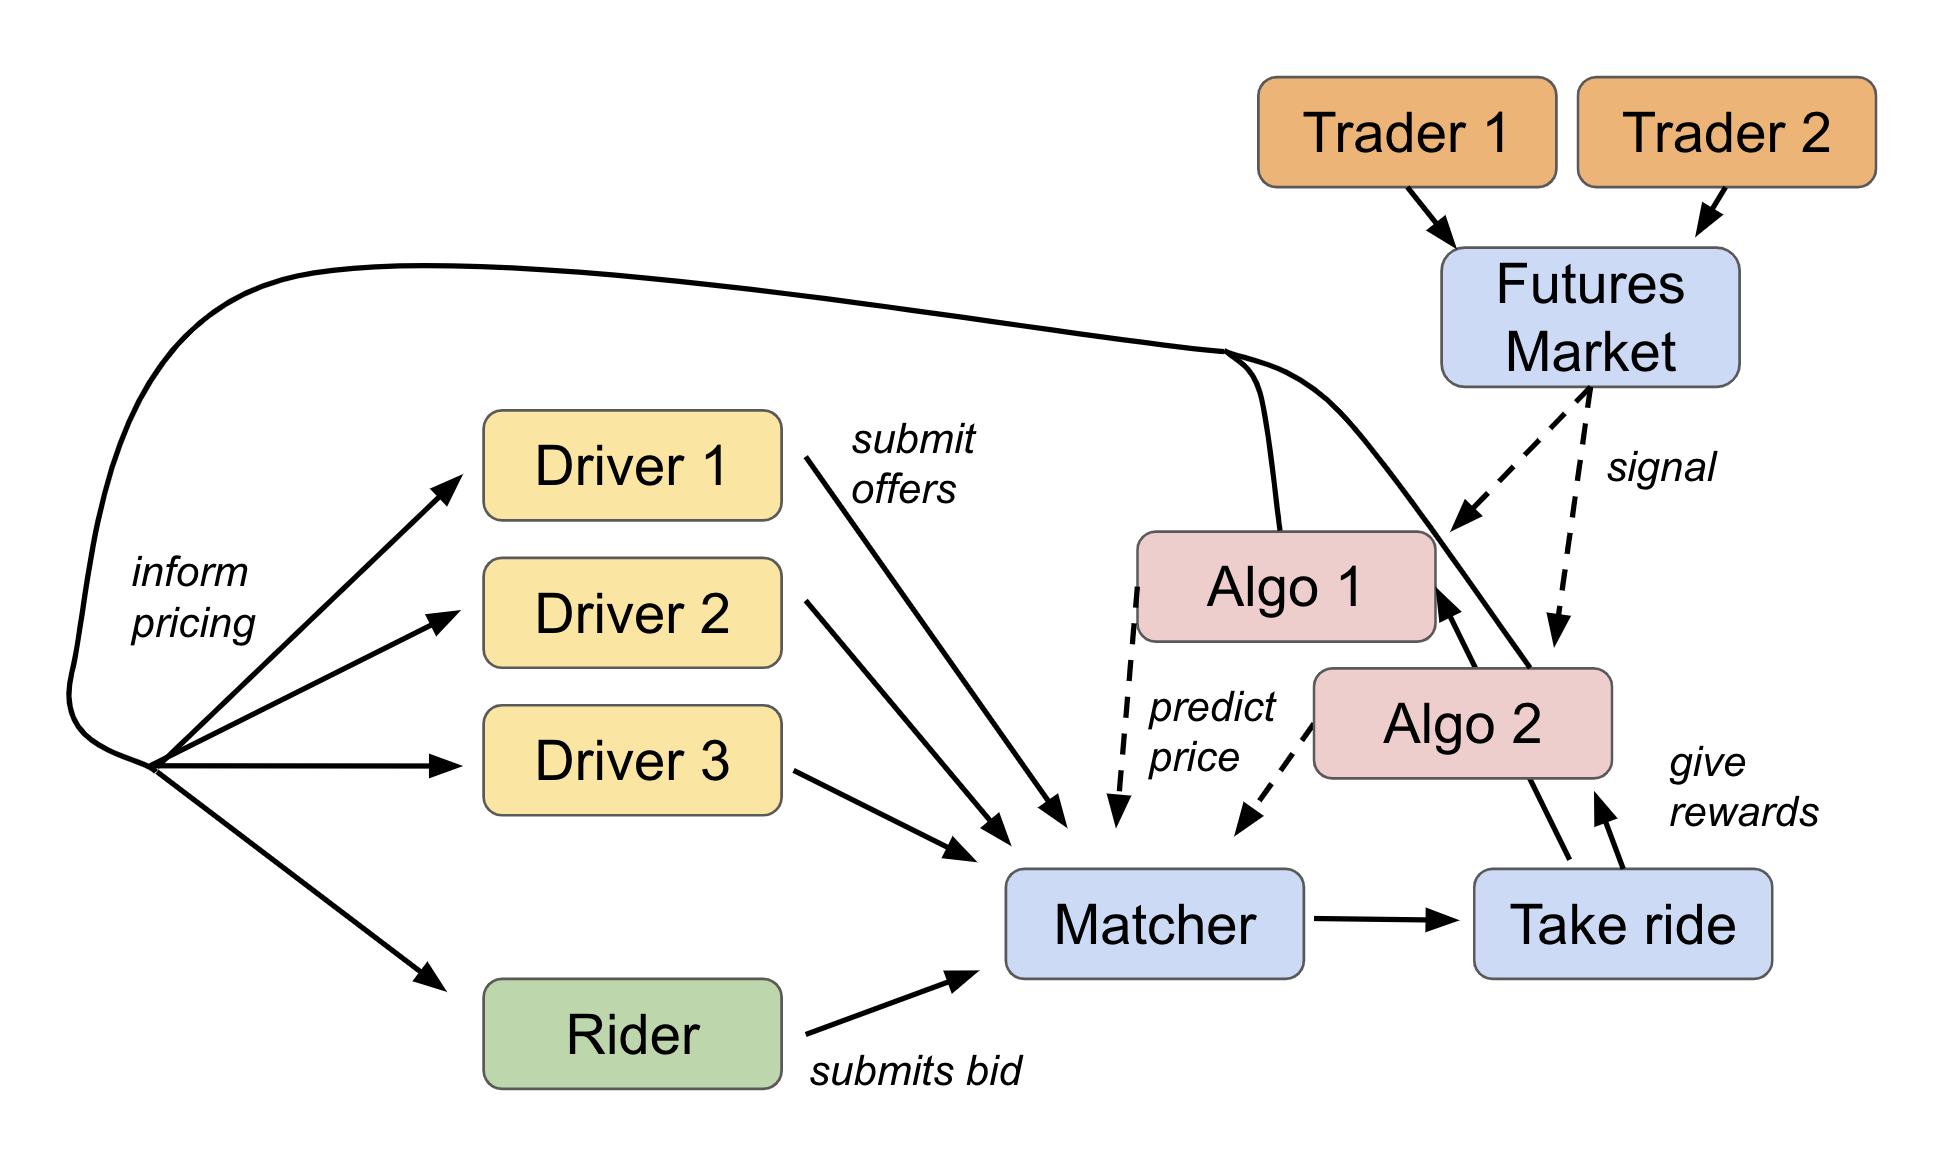 Trader 1
Trader 2
Futures
Market
Driver 1
submit
offers
signal
inform
pricing
Algo 1
Driver 2
predict
price
Algo 2
Driver 3
give
rewards
Matcher
Take ride
Rider
submits bid